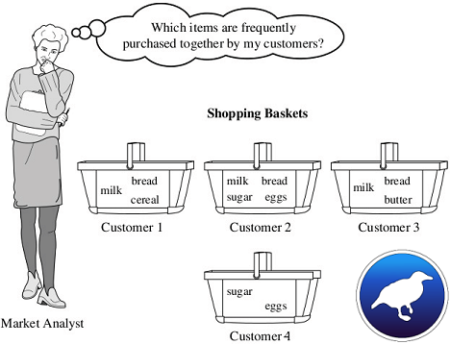 Which items are frequently
purchased together by my customers?
Shopping Baskets
milk bread
cereal
Customer 1
milk bread
sugar eggs
Customer 2
milk bread
butter
Customer 3
sugar
eggs
Customer 4
Market Analyst